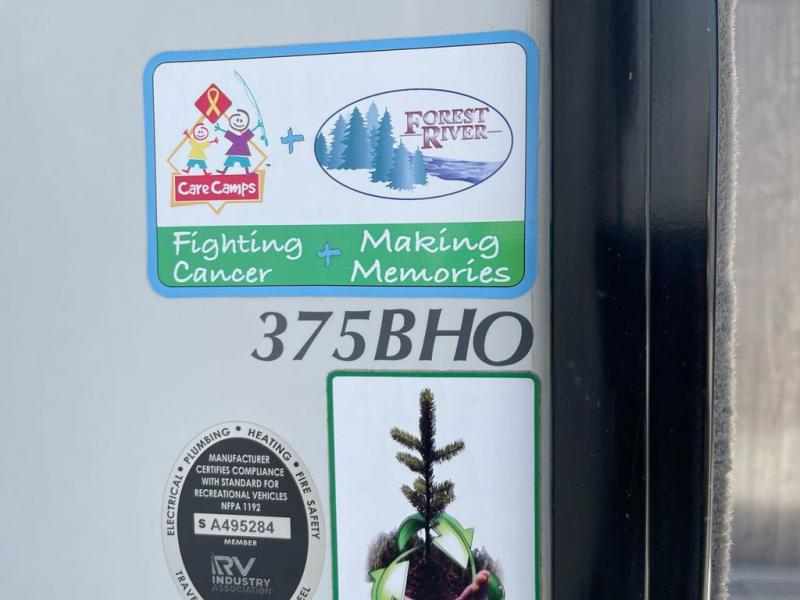 Care Camps
+
FOREST
RIVER
Fighting
Cancer
+
Making
Memories
375BHO
ELECTRICAL • PLUMBING • HEATING • FIRE SAFETY
MANUFACTURER
CERTIFIES COMPLIANCE
WITH STANDARD FOR
RECREATIONAL VEHICLES
NFPA 1192
S A495284
MEMBER
RV
INDUSTRY
ASSOCIATION